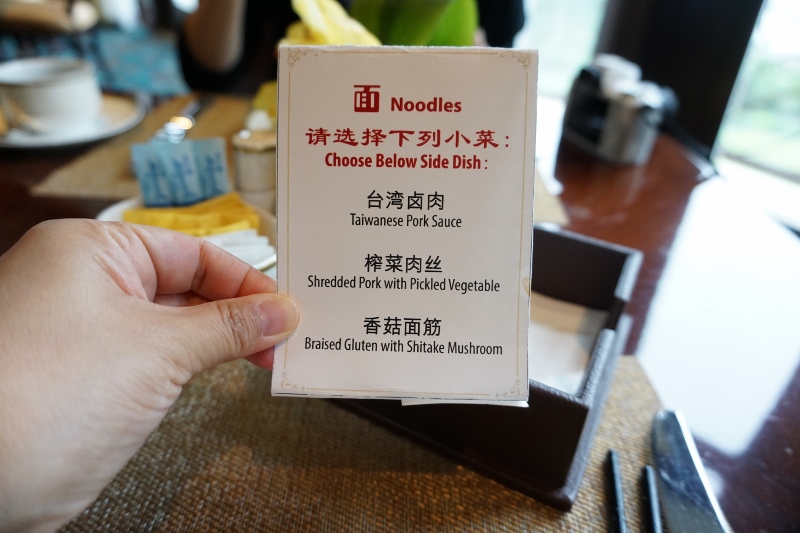 面 Noodles
请选择下列小菜：
Choose Below Side Dish :
台湾卤肉
Taiwanese Pork Sauce
榨菜肉丝
Shredded Pork with Pickled Vegetable
香菇面筋
Braised Gluten with Shitake Mushroom